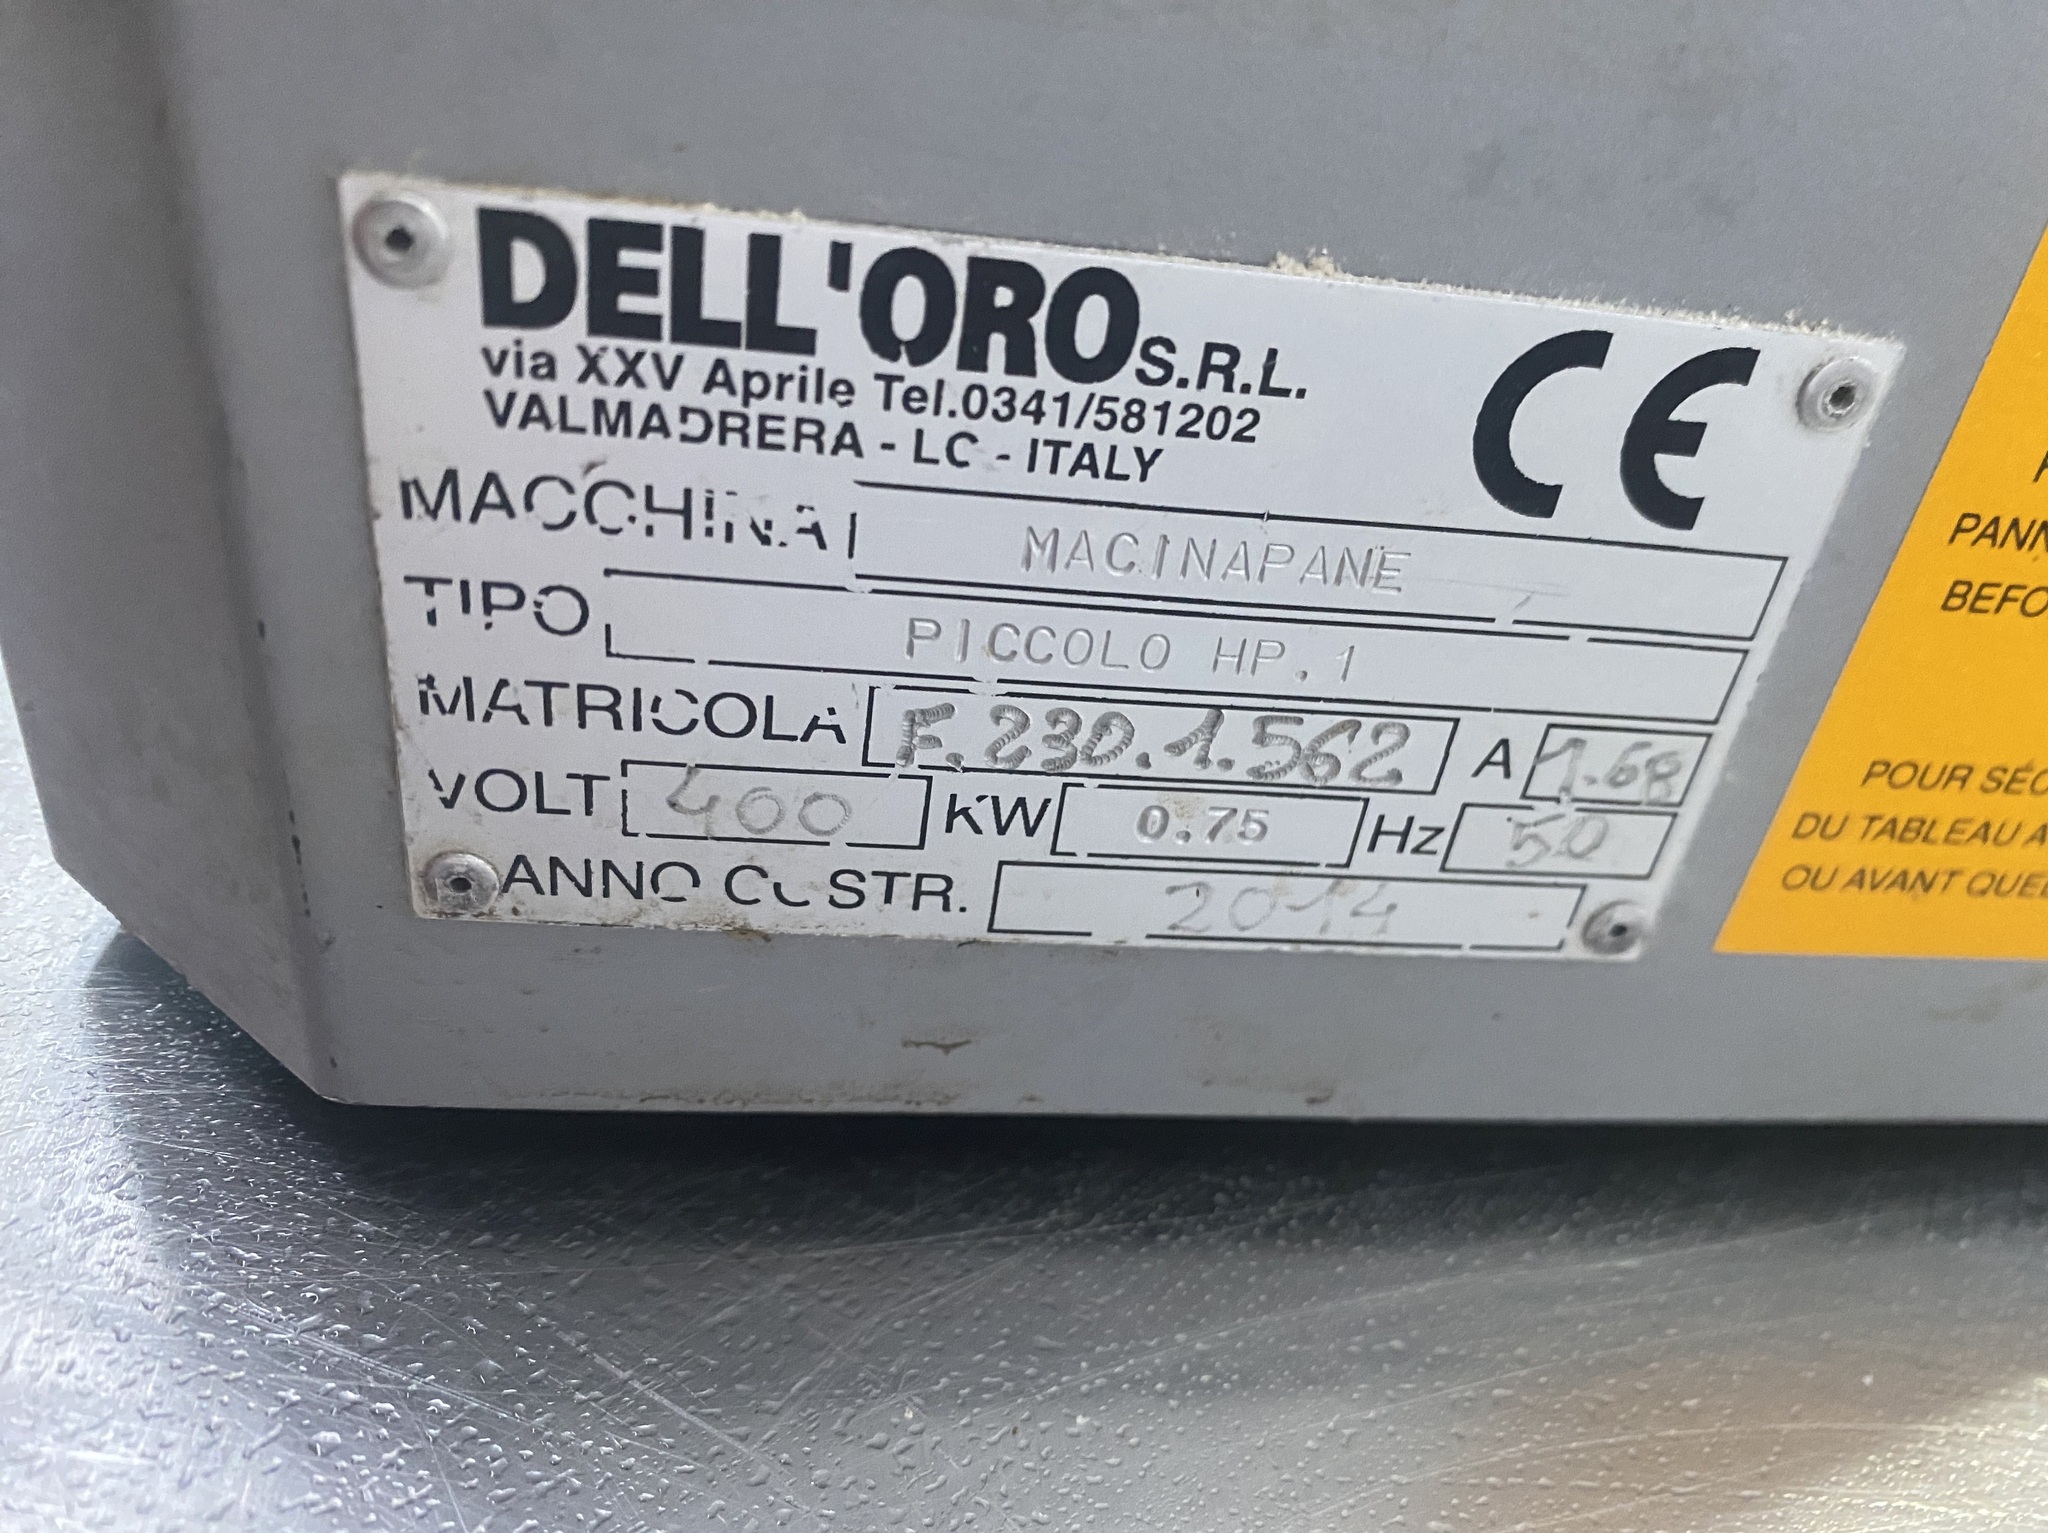 DELL'ORO S.R.L.
via XXV Aprile Tel.0341/581202
VALMADRERA - LC - ITALY
CE
MACCHINA MACINAPANE
TIPO PICCOLO HP.1
MATRICOLA F.230.1.562 A 1.68
VOLT 400 KW 0.75 Hz 50
ANNO COSTR. 2014
PANN
BEFO
POUR SÉC
DU TABLEAU A
OU AVANT QUEL